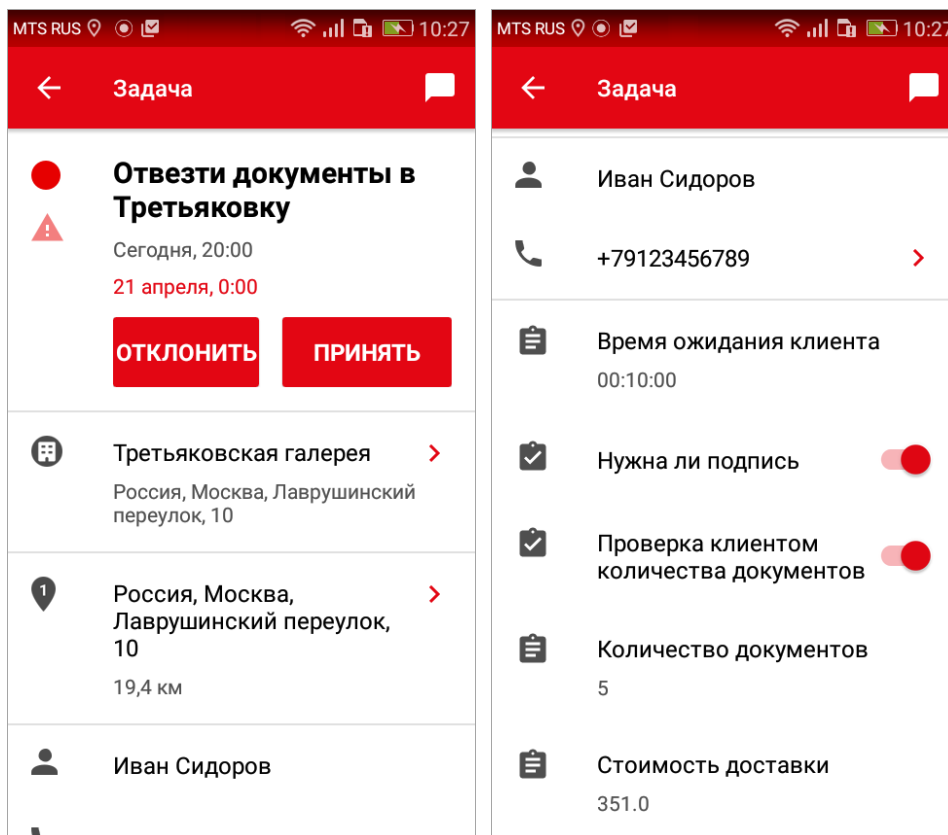 MTS RUS 10:27
Задача
Отвезти документы в
Третьяковку
Сегодня, 20:00
21 апреля, 0:00
ОТКЛОНИТЬ ПРИНЯТЬ
Третьяковская галерея
Россия, Москва, Лаврушинский
переулок, 10
1
Россия, Москва,
Лаврушинский переулок,
10
19,4 км
Иван Сидоров
MTS RUS 10:27
Задача
Иван Сидоров
+79123456789
Время ожидания клиента
00:10:00
Нужна ли подпись
Проверка клиентом
количества документов
Количество документов
5
Стоимость доставки
351.0